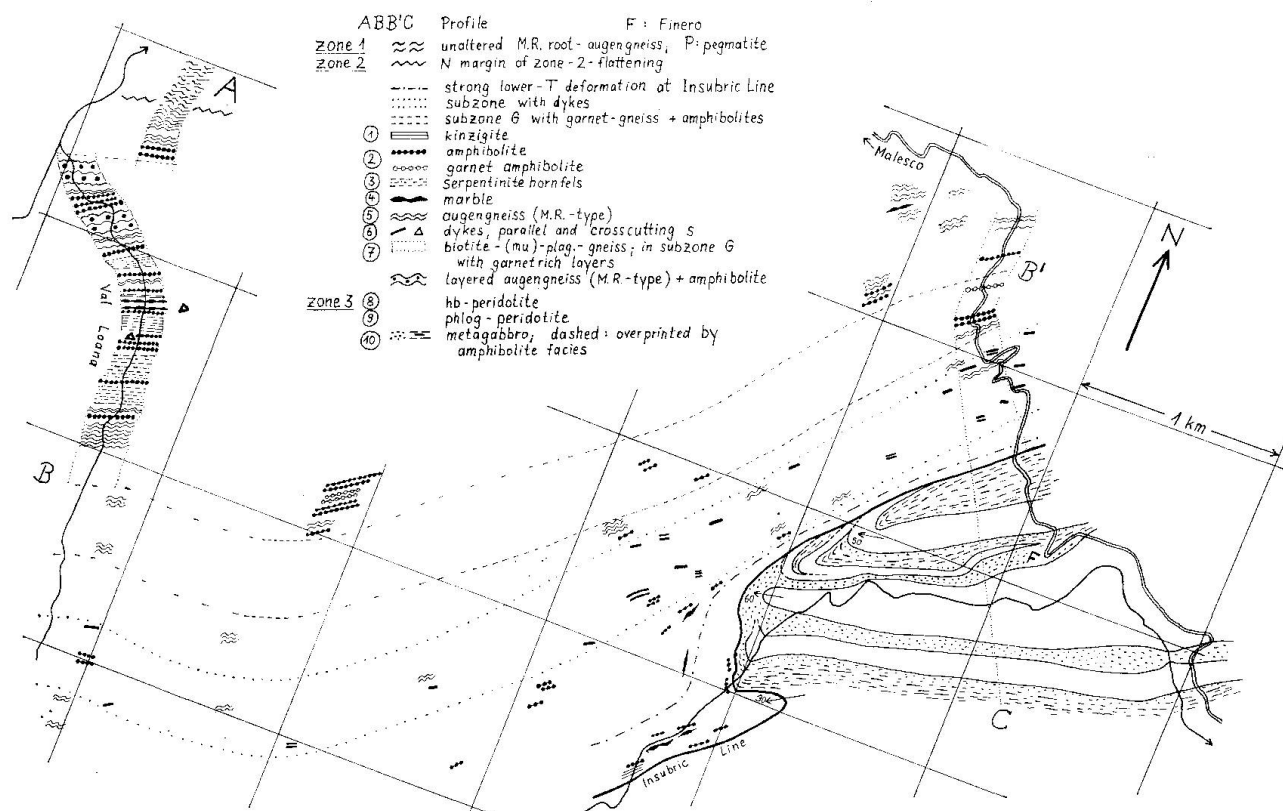 ABB'C Profile F : Finero
zone 1 unaltered M.R. root-augengneiss, P: pegmatite
zone 2 N margin of zone-2-flattening
strong lower-T deformation at Insubric Line
subzone with dykes
subzone G with garnet-gneiss + amphibolites
① kinzigite
② amphibolite
garnet amphibolite
③ serpentinite hornfels
④ marble
⑤ augengneiss (M.R.-type)
⑥ dykes, parallel and crosscutting s
⑦ biotite-(mu)-plag.-gneiss, in subzone G
with garnetrich layers
layered augengneiss (M.R.-type) + amphibolite
zone 3 ⑧ hb-peridotite
⑨ phlog-peridotite
⑩ metagabbro, dashed: overprinted by
amphibolite facies
A
Malesco
N
B'
Val Loana
1 km
B
50
F
60
C
Insubric Line